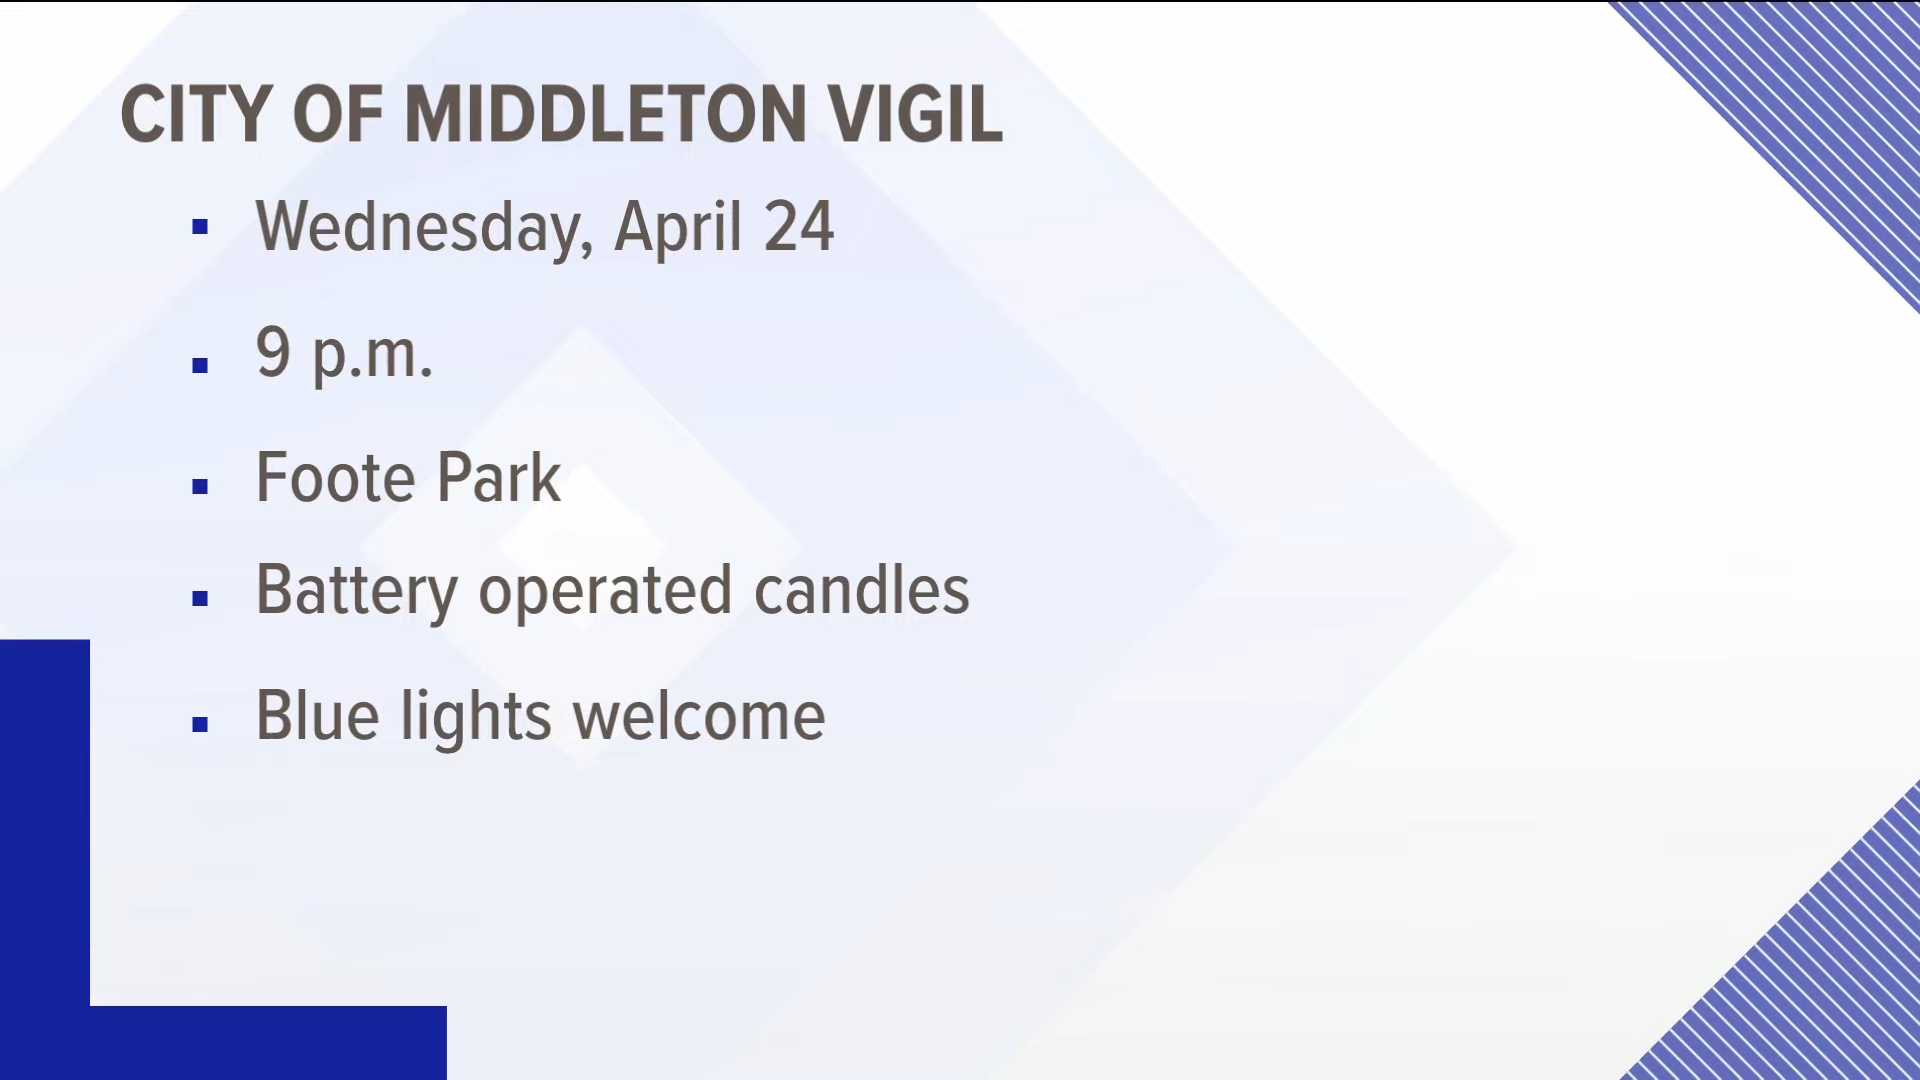 CITY OF MIDDLETON VIGIL
Wednesday, April 24
9 p.m.
Foote Park
Battery operated candles
Blue lights welcome